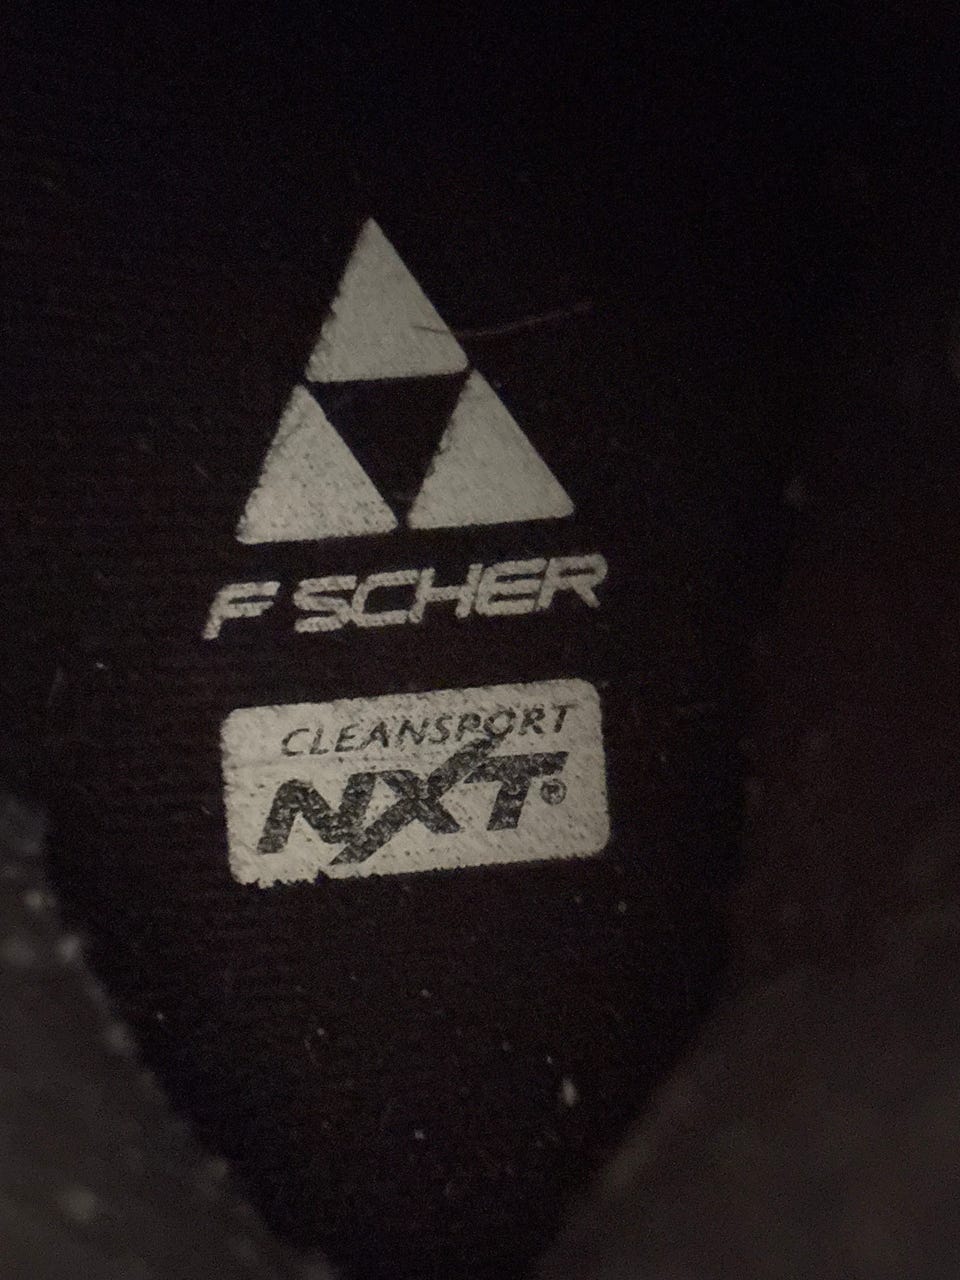 F SCHER
CLEANSPORT
NXT®